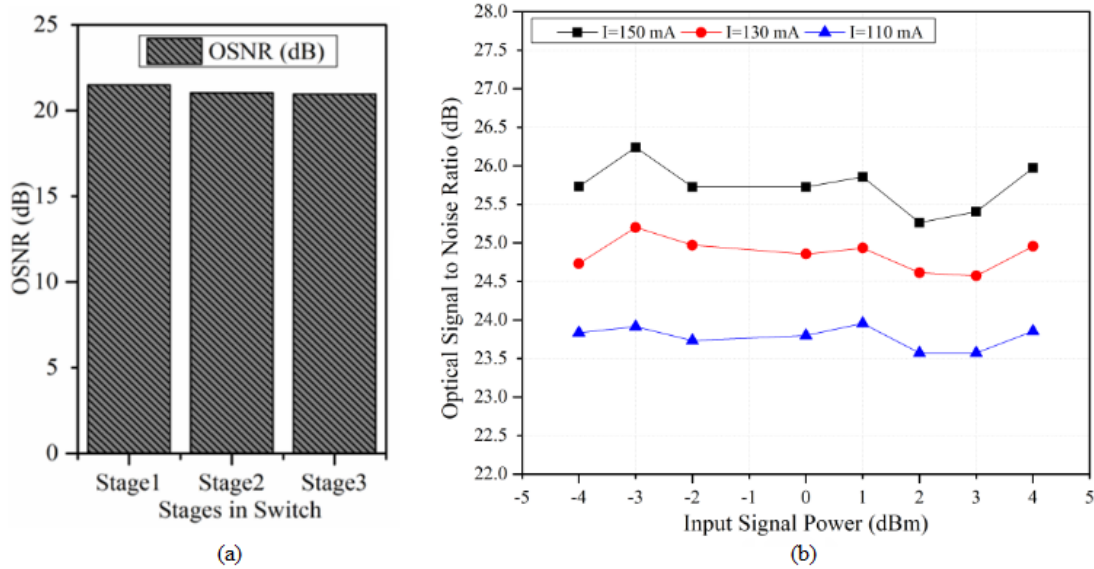 25
20
15
10
5
0
OSNR (dB)
OSNR (dB)
Stage1 Stage2 Stage3
Stages in Switch
(a)
28.0
27.5
27.0
26.5
26.0
25.5
25.0
24.5
24.0
23.5
23.0
22.5
22.0
Optical Signal to Noise Ratio (dB)
I=150 mA I=130 mA I=110 mA
-5 -4 -3 -2 -1 0 1 2 3 4 5
Input Signal Power (dBm)
(b)